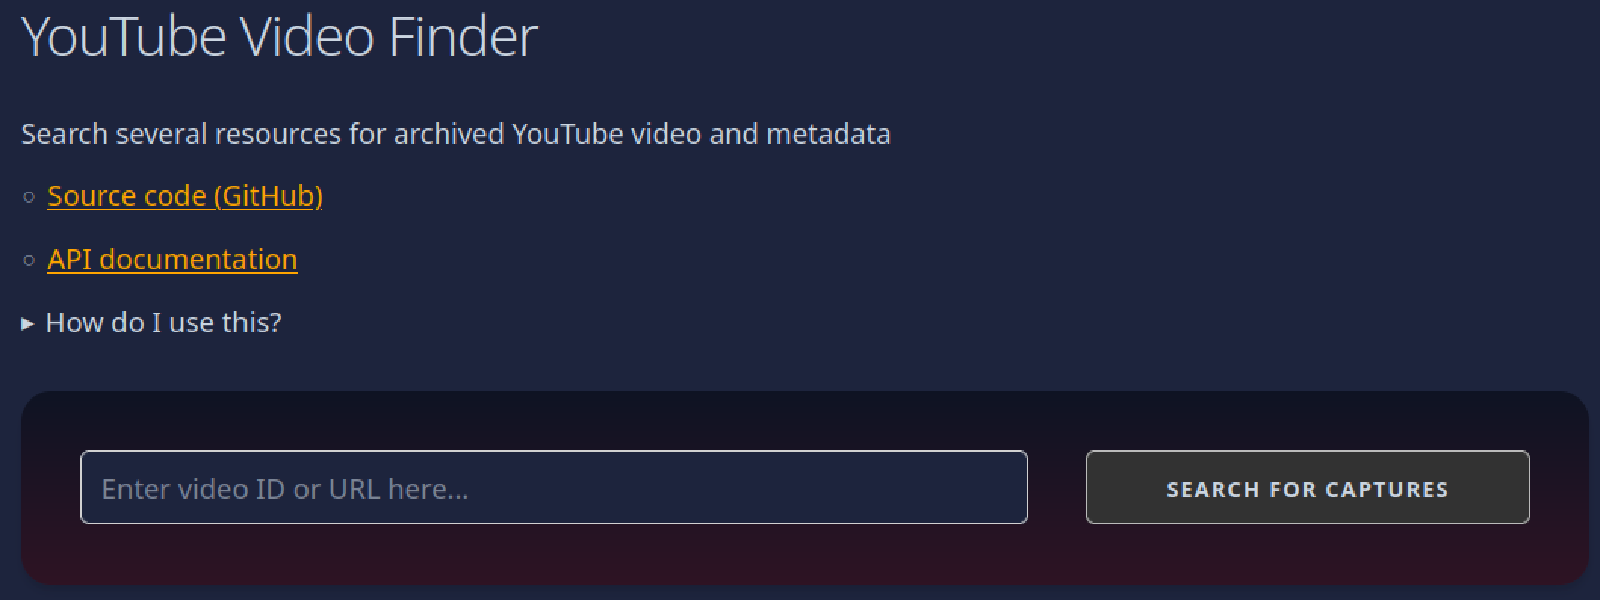 YouTube Video Finder
Search several resources for archived YouTube video and metadata
Source code (GitHub)
API documentation
How do I use this?
Enter video ID or URL here...
SEARCH FOR CAPTURES